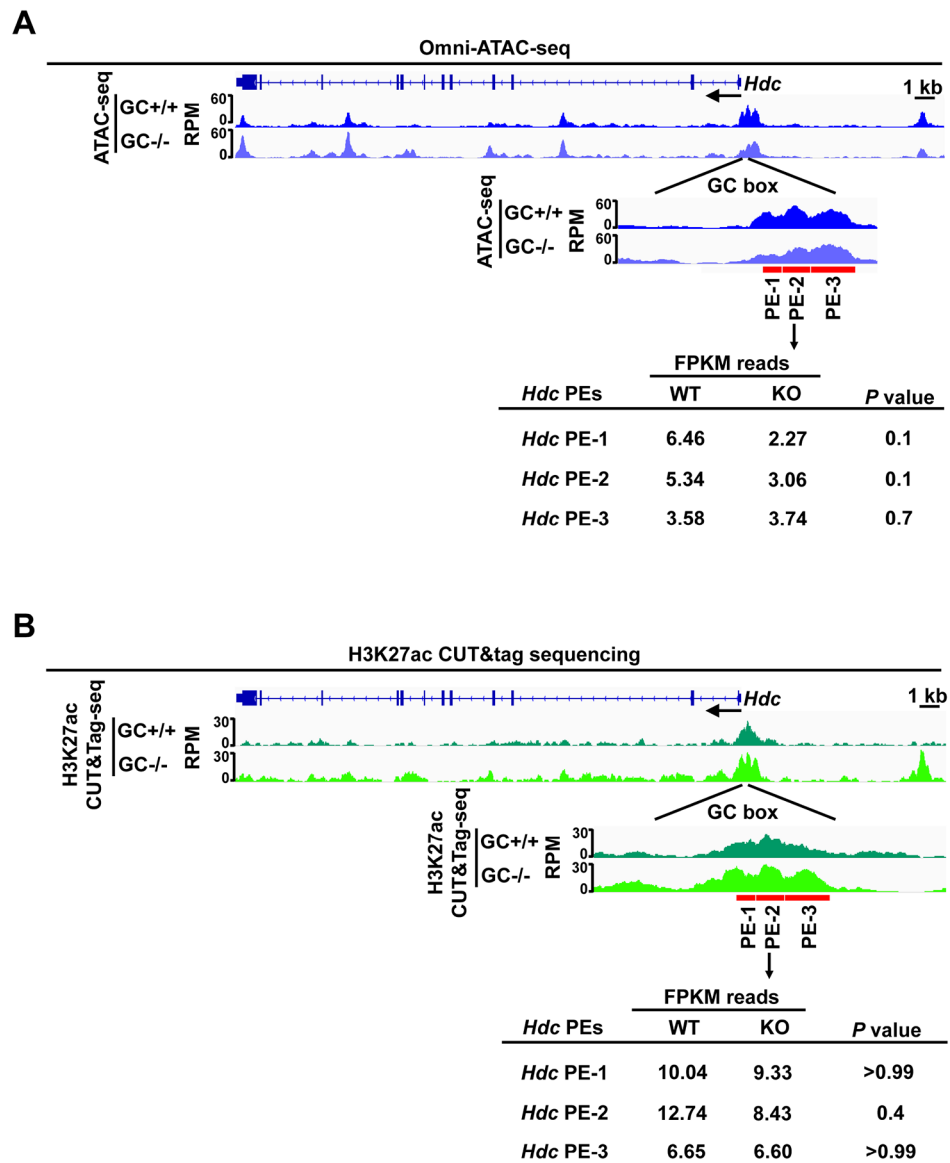 A
Omni-ATAC-seq
Hdc
1 kb
ATAC-seq
GC+/+
GC-/-
RPM
60
0
60
0
GC box
ATAC-seq
GC+/+
GC-/-
RPM
60
0
60
0
PE-1
PE-2
PE-3
FPKM reads
Hdc PEs WT KO P value
Hdc PE-1 6.46 2.27 0.1
Hdc PE-2 5.34 3.06 0.1
Hdc PE-3 3.58 3.74 0.7
B
H3K27ac CUT&tag sequencing
Hdc
1 kb
H3K27ac
CUT&Tag-seq
GC+/+
GC-/-
RPM
30
0
30
0
GC box
H3K27ac
CUT&Tag-seq
GC+/+
GC-/-
RPM
30
0
30
0
PE-1
PE-2
PE-3
FPKM reads
Hdc PEs WT KO P value
Hdc PE-1 10.04 9.33 >0.99
Hdc PE-2 12.74 8.43 0.4
Hdc PE-3 6.65 6.60 >0.99